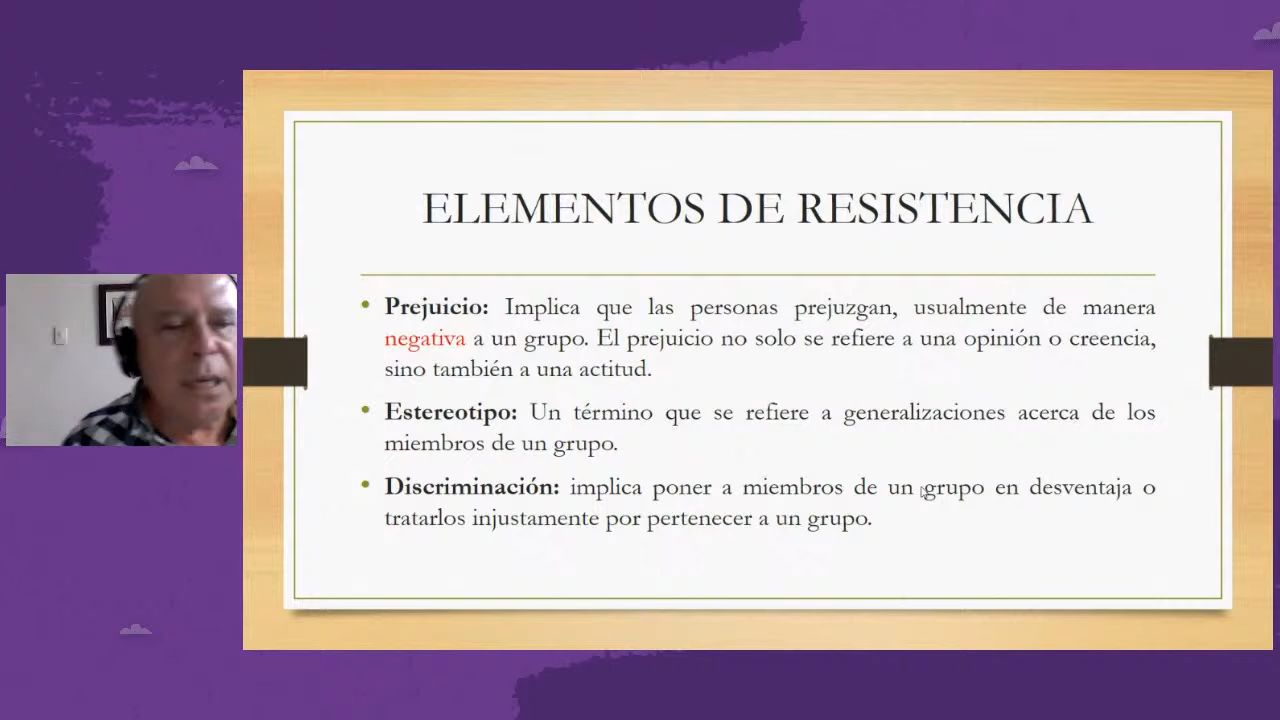 ELEMENTOS DE RESISTENCIA
• Prejuicio: Implica que las personas prejuzgan, usualmente de manera
negativa a un grupo. El prejuicio no solo se refiere a una opinión o creencia,
sino también a una actitud.
• Estereotipo: Un término que se refiere a generalizaciones acerca de los
miembros de un grupo.
• Discriminación: implica poner a miembros de un grupo en desventaja o
tratarlos injustamente por pertenecer a un grupo.